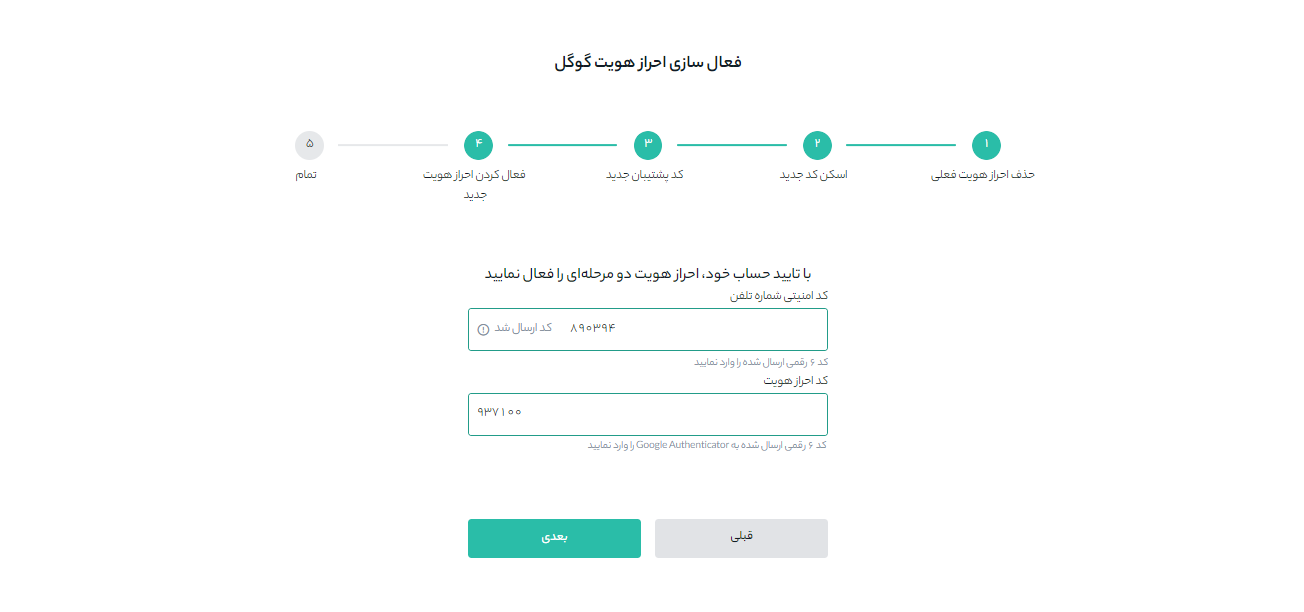 فعال سازی احراز هویت گوگل
۱
۲
۳
۴
۵
حذف احراز هویت فعلی
اسکن کد جدید
کد پشتیبان جدید
فعال کردن احراز هویت
جدید
تمام
با تایید حساب خود، احراز هویت دو مرحله‌ای را فعال نمایید
کد امنیتی شماره تلفن
۸۹۰۳۹۴ کد ارسال شد
کد ۶ رقمی ارسال شده را وارد نمایید
کد احراز هویت
۹۳۷۱۰۰
کد ۶ رقمی ارسال شده به Google Authenticator را وارد نمایید
قبلی
بعدی